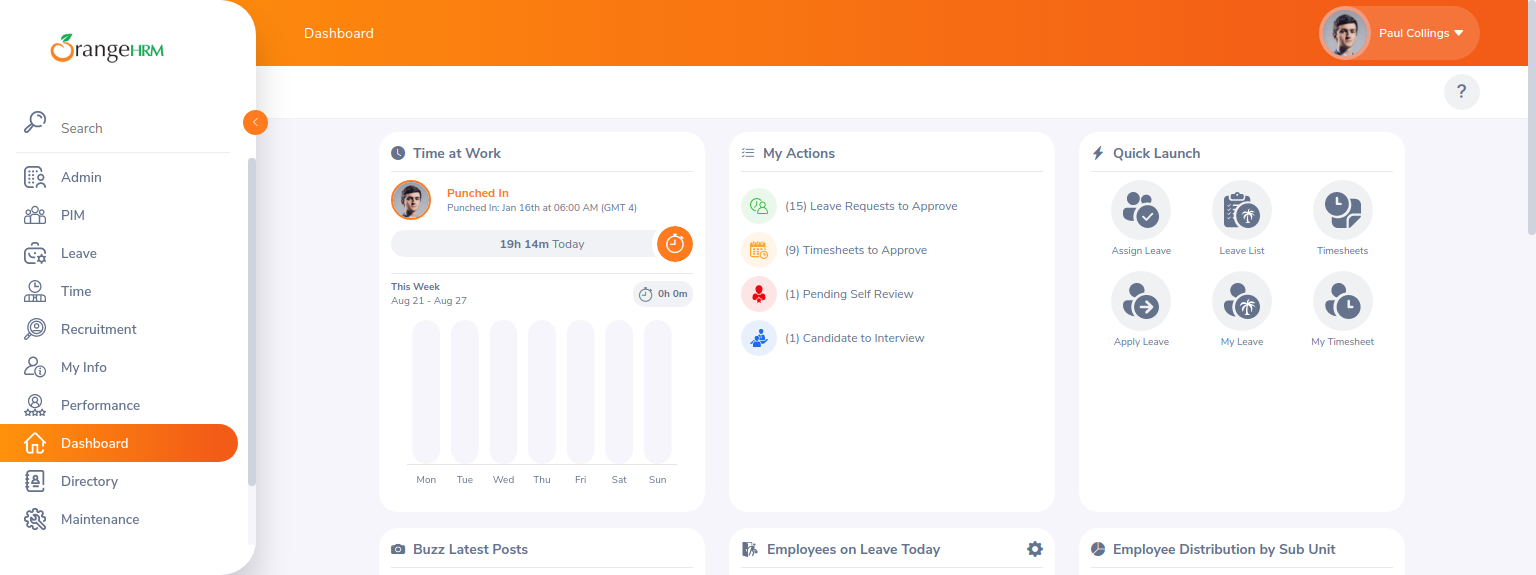 OrangeHRM
Dashboard
Paul Collings
?
Search
Admin
PIM
Leave
Time
Recruitment
My Info
Performance
Dashboard
Directory
Maintenance
Time at Work
Punched In
Punched In: Jan 16th at 06:00 AM (GMT 4)
19h 14m Today
This Week
Aug 21 - Aug 27
0h 0m
Mon Tue Wed Thu Fri Sat Sun
My Actions
(15) Leave Requests to Approve
(9) Timesheets to Approve
(1) Pending Self Review
(1) Candidate to Interview
Quick Launch
Assign Leave Leave List Timesheets
Apply Leave My Leave My Timesheet
Buzz Latest Posts
Employees on Leave Today
Employee Distribution by Sub Unit